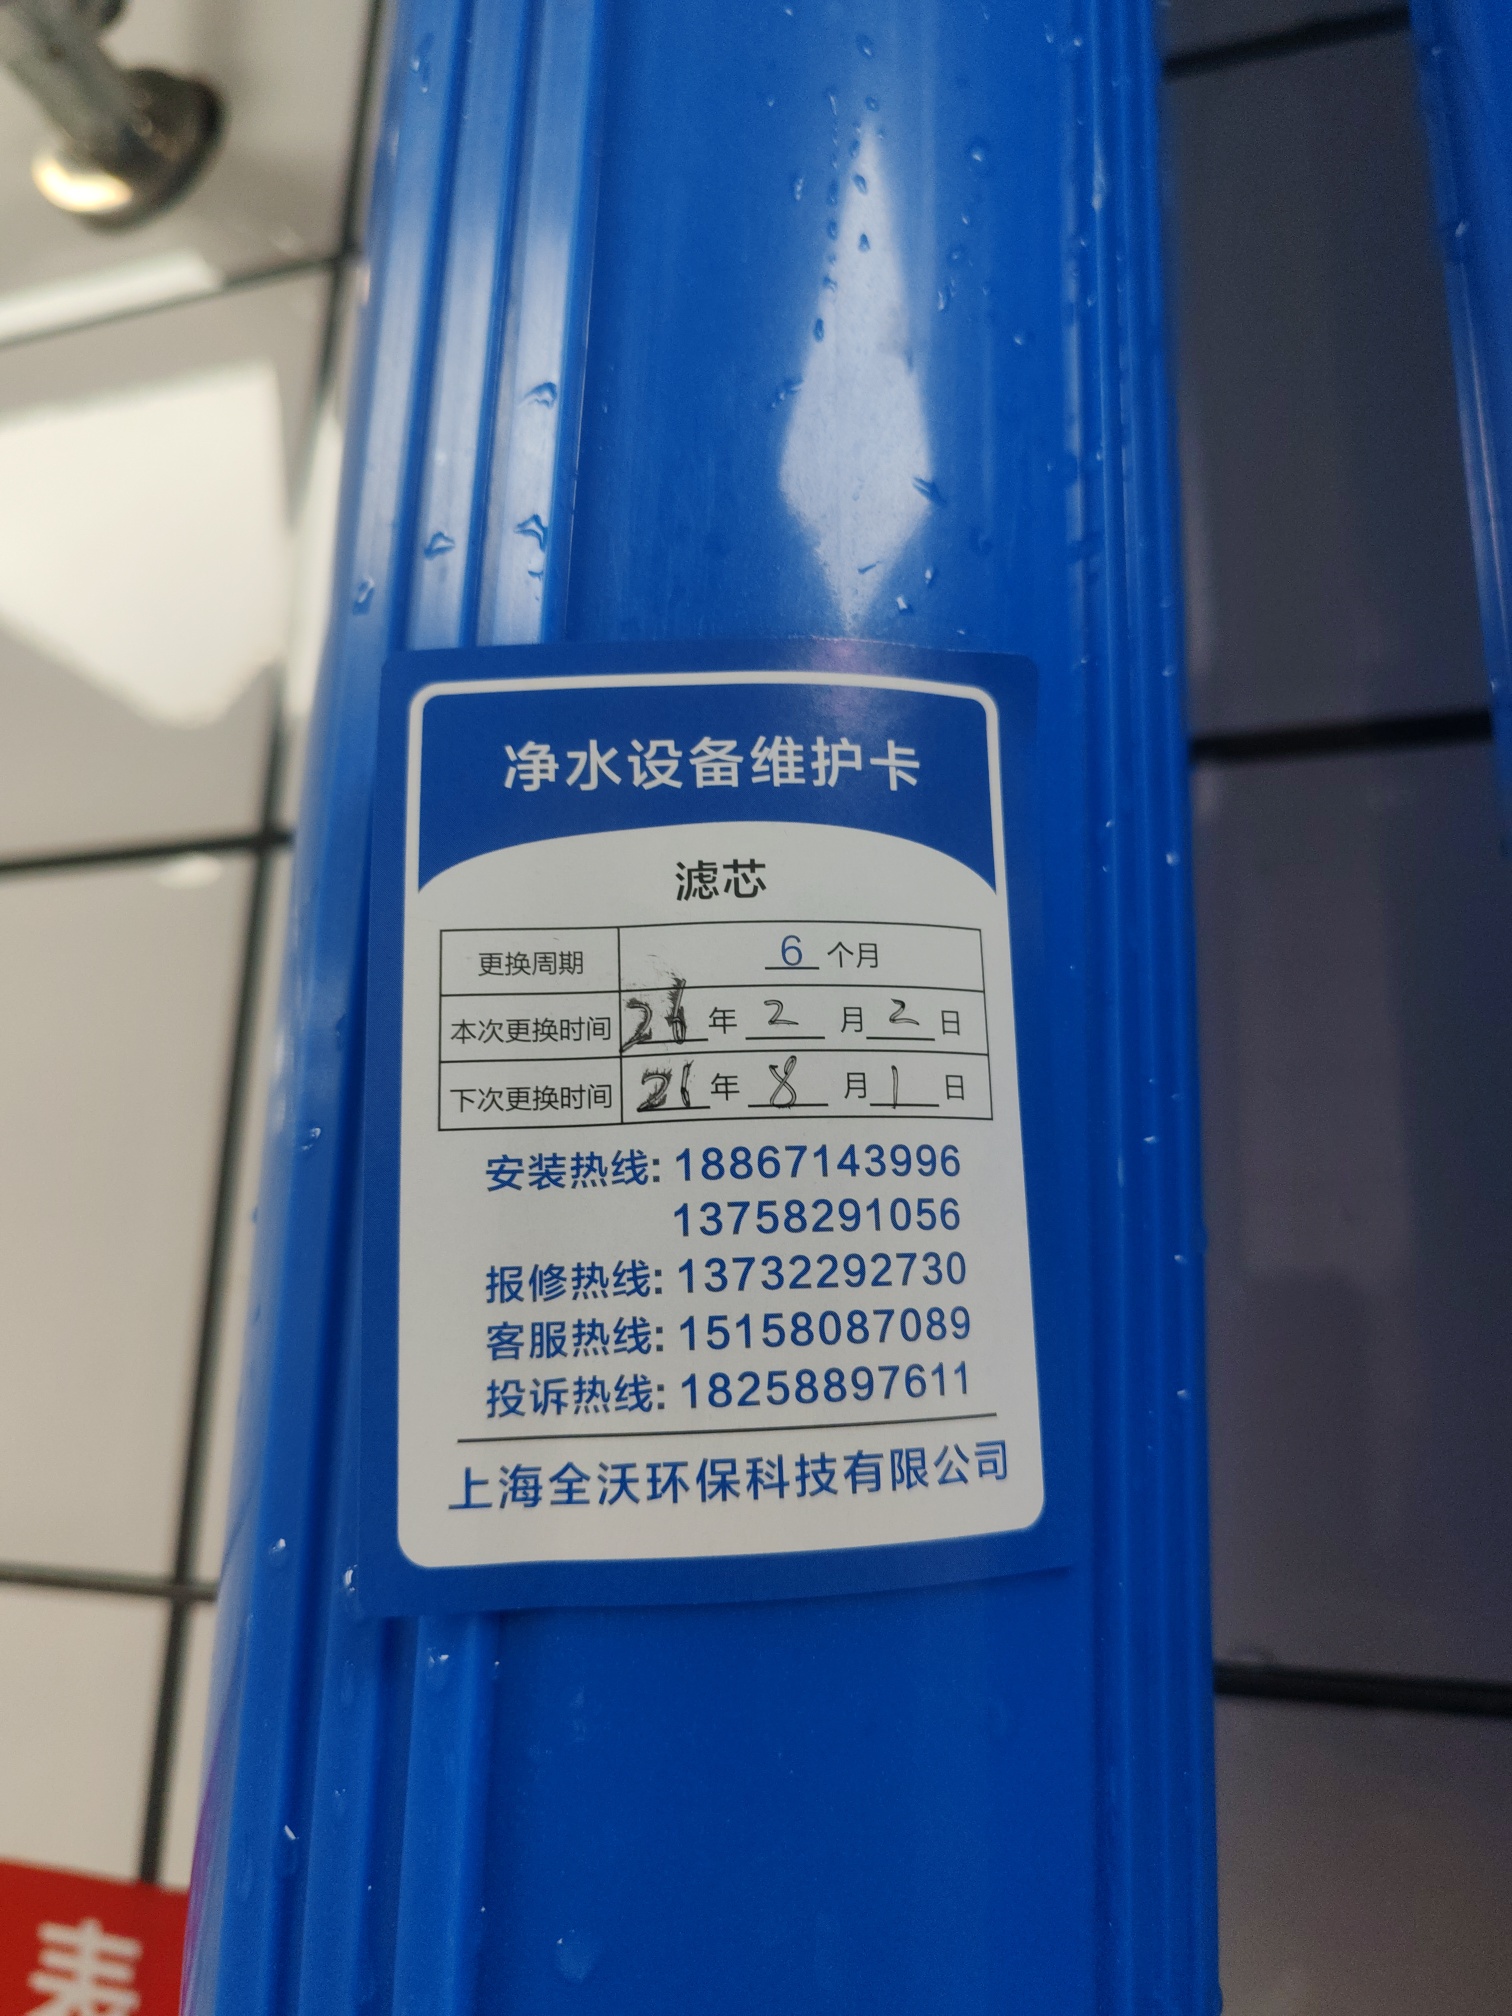 净水设备维护卡
滤芯
更换周期 6 个月
本次更换时间 年 2 月 2 日
下次更换时间 21 年 8 月 1 日
安装热线: 18867143996
13758291056
报修热线: 13732292730
客服热线: 15158087089
投诉热线: 18258897611
上海全沃环保科技有限公司
表